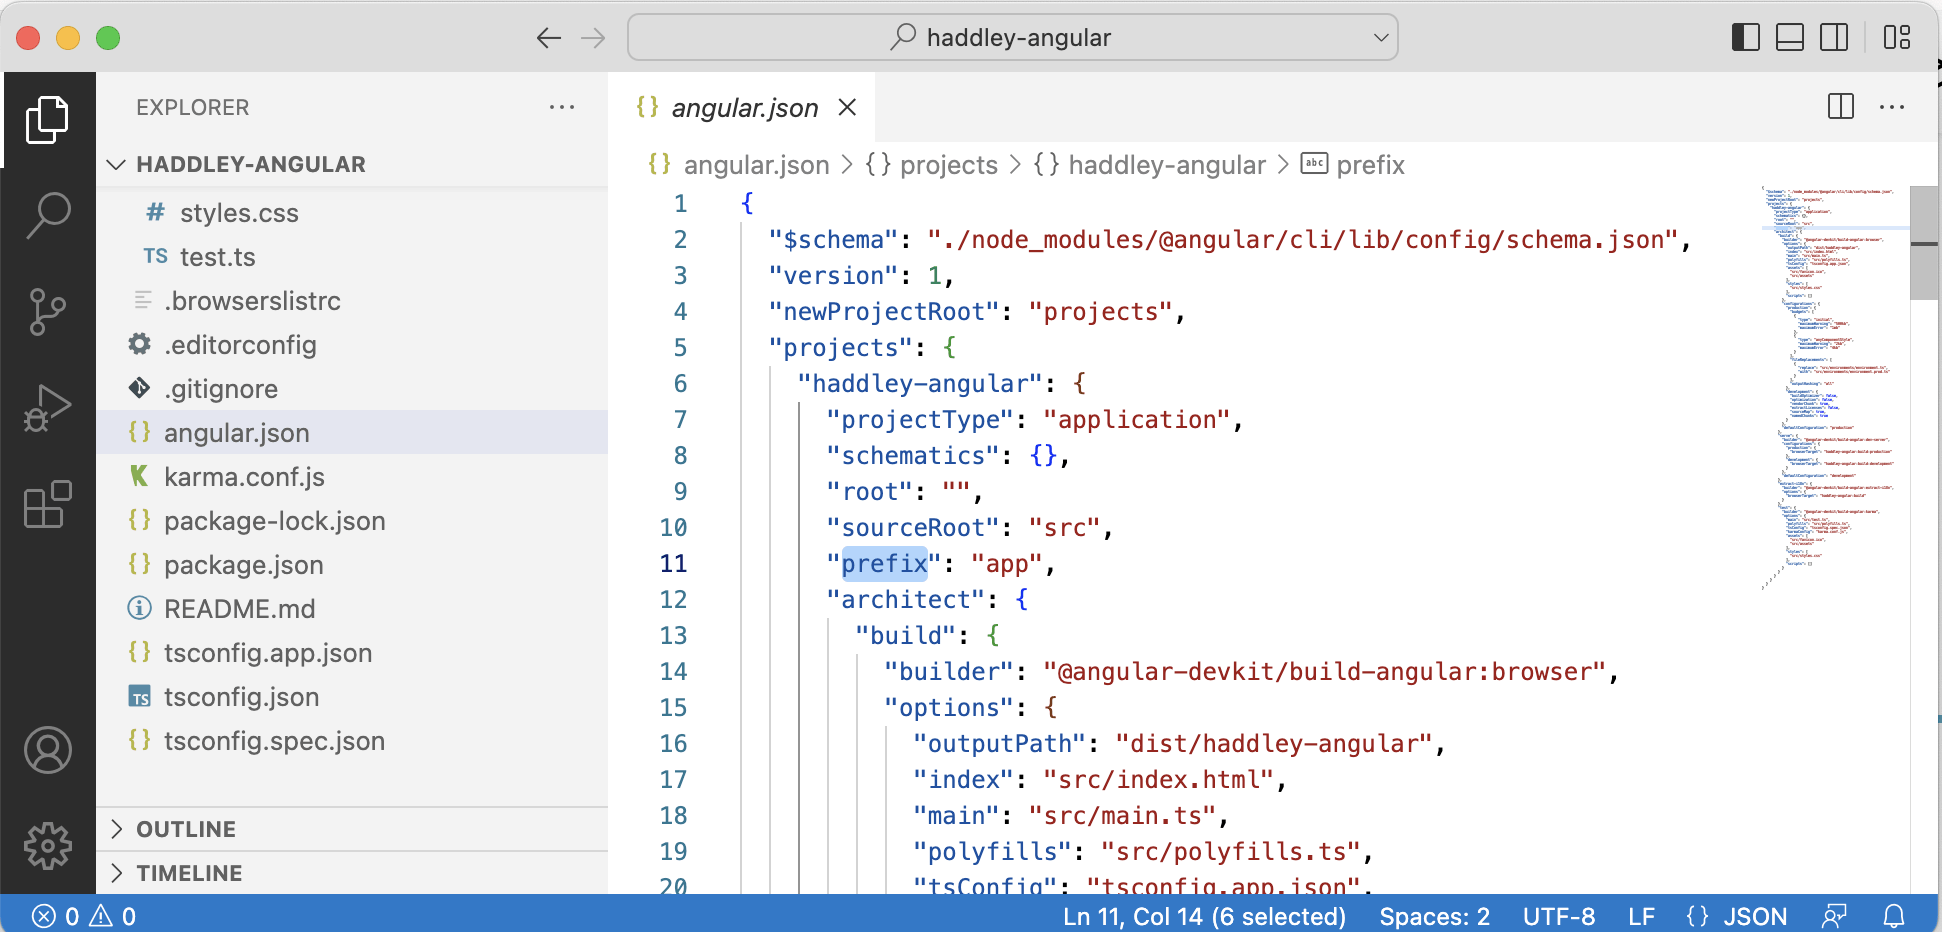 haddley-angular
EXPLORER
HADDLEY-ANGULAR
# styles.css
TS test.ts
.browserslistrc
.editorconfig
.gitignore
{} angular.json
karma.conf.js
{} package-lock.json
{} package.json
README.md
{} tsconfig.app.json
TS tsconfig.json
{} tsconfig.spec.json
OUTLINE
TIMELINE
{} angular.json
{} angular.json > {} projects > {} haddley-angular > abc prefix
1 {
2 "$schema": "./node_modules/@angular/cli/lib/config/schema.json",
3 "version": 1,
4 "newProjectRoot": "projects",
5 "projects": {
6 "haddley-angular": {
7 "projectType": "application",
8 "schematics": {},
9 "root": "",
10 "sourceRoot": "src",
11 "prefix": "app",
12 "architect": {
13 "build": {
14 "builder": "@angular-devkit/build-angular:browser",
15 "options": {
16 "outputPath": "dist/haddley-angular",
17 "index": "src/index.html",
18 "main": "src/main.ts",
19 "polyfills": "src/polyfills.ts",
20 "tsConfig": "tsconfig.app.json",
0 0
Ln 11, Col 14 (6 selected) Spaces: 2 UTF-8 LF {} JSON